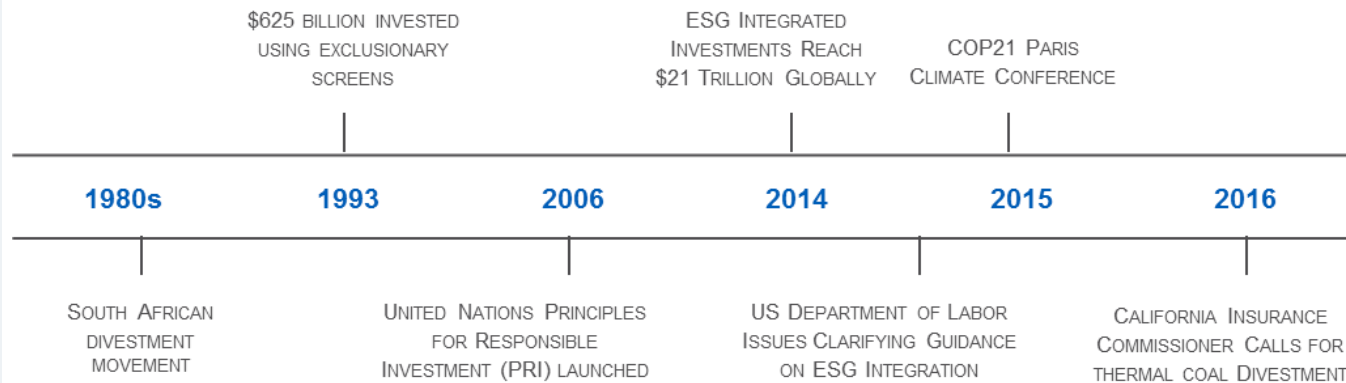 $625 BILLION INVESTED
USING EXCLUSIONARY
SCREENS
ESG INTEGRATED
INVESTMENTS REACH
$21 TRILLION GLOBALLY
COP21 PARIS
CLIMATE CONFERENCE
1980s
1993
2006
2014
2015
2016
SOUTH AFRICAN
DIVESTMENT
MOVEMENT
UNITED NATIONS PRINCIPLES
FOR RESPONSIBLE
INVESTMENT (PRI) LAUNCHED
US DEPARTMENT OF LABOR
ISSUES CLARIFYING GUIDANCE
ON ESG INTEGRATION
CALIFORNIA INSURANCE
COMMISSIONER CALLS FOR
THERMAL COAL DIVESTMENT